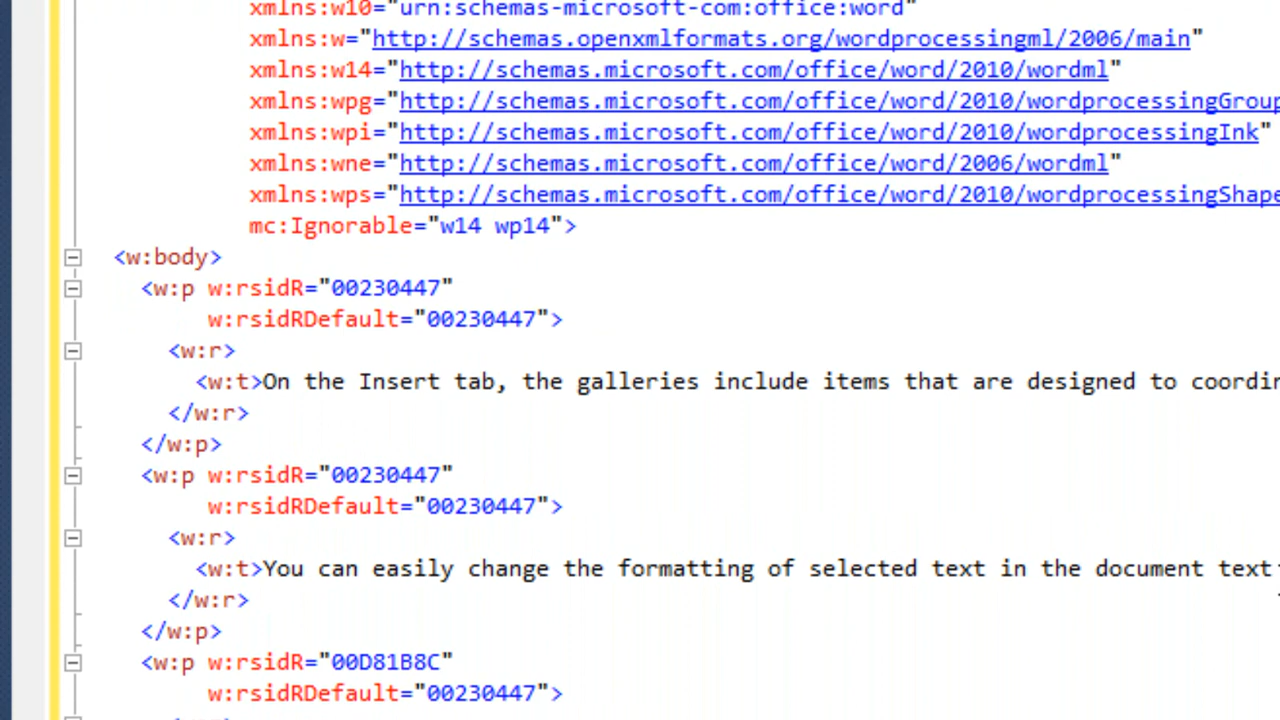 xmlns:w10="urn:schemas-microsoft-com:office:word"
xmlns:w="http://schemas.openxmlformats.org/wordprocessingml/2006/main"
xmlns:w14="http://schemas.microsoft.com/office/word/2010/wordml"
xmlns:wpg="http://schemas.microsoft.com/office/word/2010/wordprocessingGroup
xmlns:wpi="http://schemas.microsoft.com/office/word/2010/wordprocessingInk"
xmlns:wne="http://schemas.microsoft.com/office/word/2006/wordml"
xmlns:wps="http://schemas.microsoft.com/office/word/2010/wordprocessingShape
mc:Ignorable="w14 wp14">
<w:body>
<w:p w:rsidR="00230447"
w:rsidRDefault="00230447">
<w:r>
<w:t>On the Insert tab, the galleries include items that are designed to
</w:r>
</w:p>
<w:p w:rsidR="00230447"
w:rsidRDefault="00230447">
<w:r>
<w:t>You can easily change the formatting of selected text in the document text
</w:r>
</w:p>
<w:p w:rsidR="00D81B8C"
w:rsidRDefault="00230447">